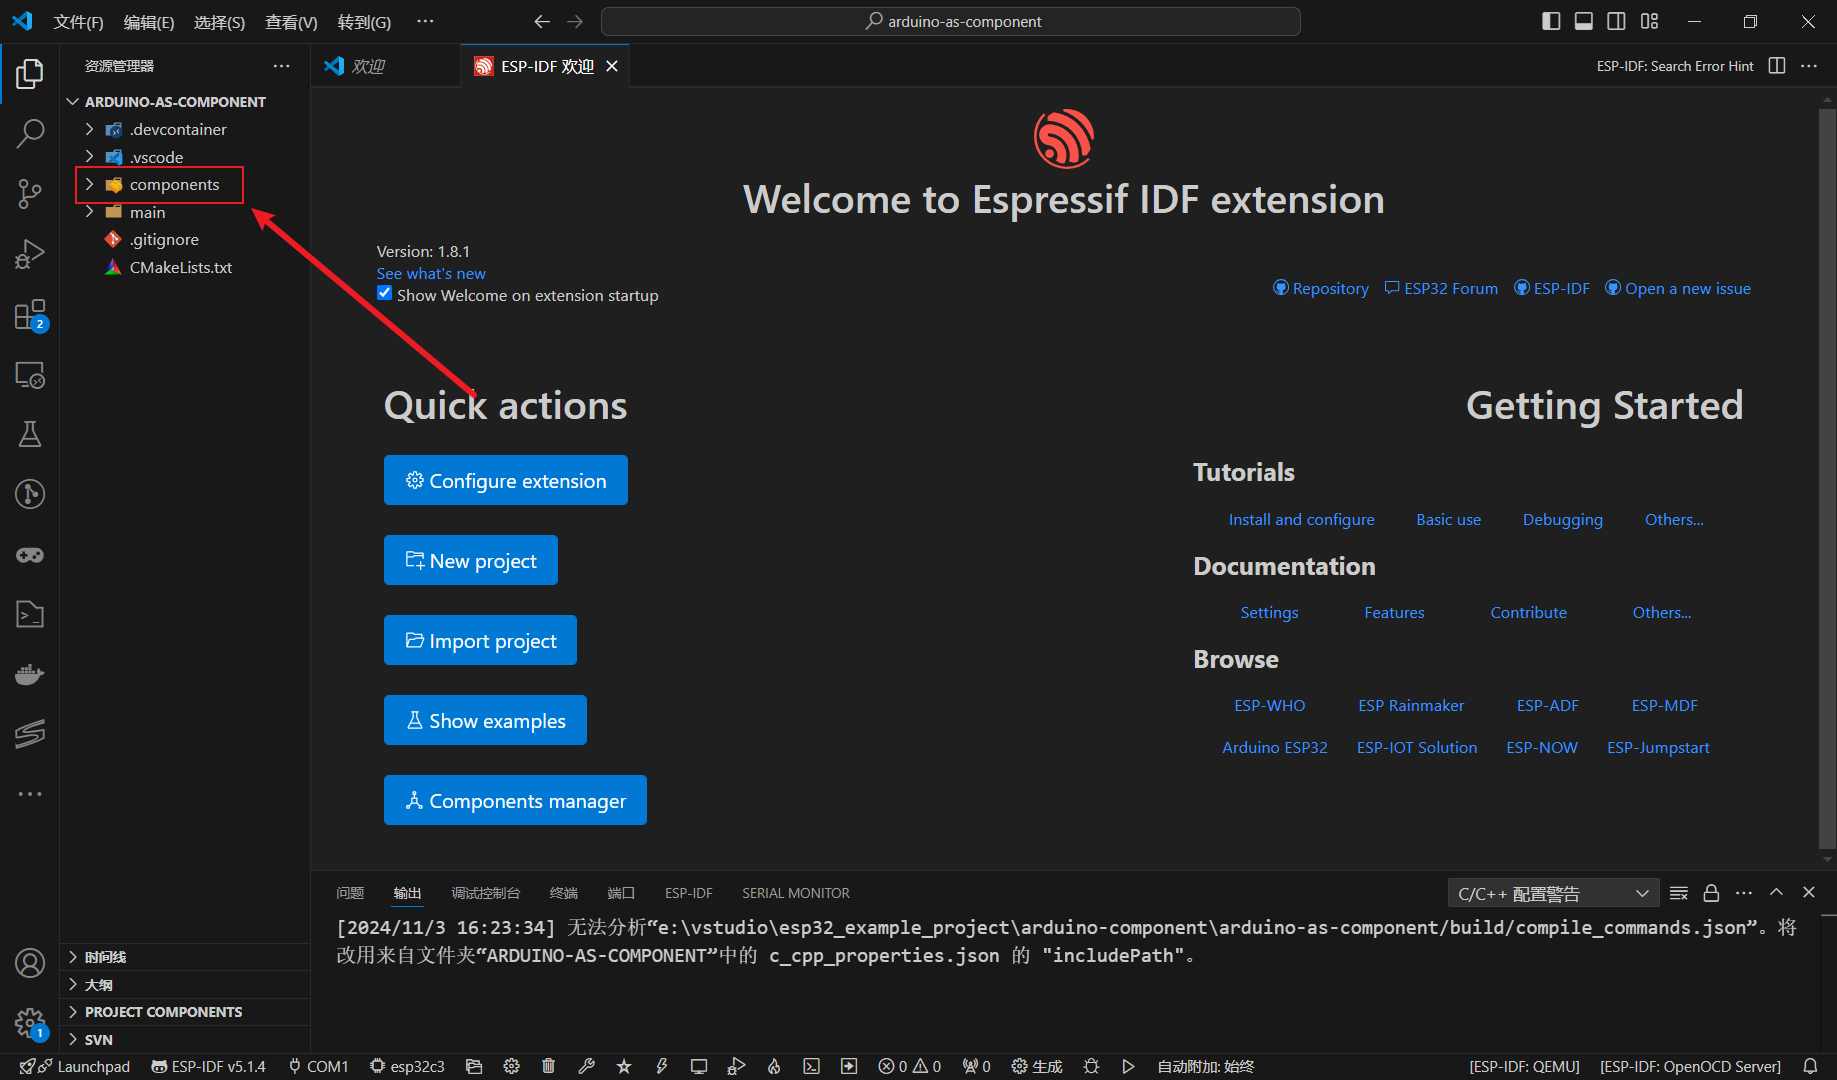 文件(F) 编辑(E) 选择(S) 查看(V) 转到(G) ··· arduino-as-component
资源管理器 ···
欢迎 ESP-IDF 欢迎
ESP-IDF: Search Error Hint ···
ARDUINO-AS-COMPONENT
.devcontainer
.vscode
components
main
.gitignore
CMakeLists.txt
Welcome to Espressif IDF extension
Version: 1.8.1
See what's new
Show Welcome on extension startup
Repository ESP32 Forum ESP-IDF Open a new issue
Quick actions
Configure extension
New project
Import project
Show examples
Components manager
Getting Started
Tutorials
Install and configure Basic use Debugging Others...
Documentation
Settings Features Contribute Others...
Browse
ESP-WHO ESP Rainmaker ESP-ADF ESP-MDF
Arduino ESP32 ESP-IOT Solution ESP-NOW ESP-Jumpstart
2
问题 输出 调试控制台 终端 端口 ESP-IDF SERIAL MONITOR
C/C++ 配置警告 ···
[2024/11/3 16:23:34] 无法分析“e:\vstudio\esp32_example_project\arduino-component\arduino-as-component/build/compile_commands.json”。将
改用来自文件夹“ARDUINO-AS-COMPONENT”中的 c_cpp_properties.json 的 "includePath"。
时间线
大纲
PROJECT COMPONENTS
SVN
1
Launchpad ESP-IDF v5.1.4 COM1 esp32c3 0 0 0 生成 自动附加: 始终 [ESP-IDF: QEMU] [ESP-IDF: OpenOCD Server]